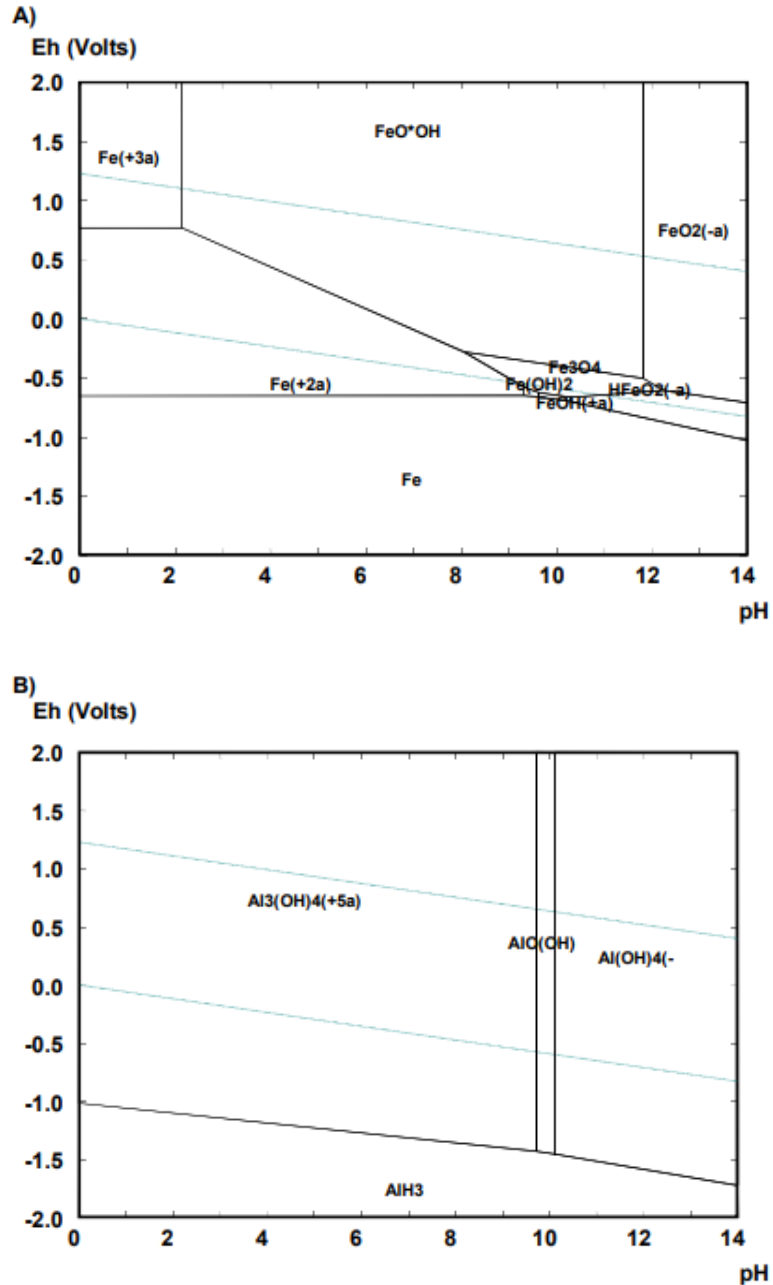 A)
Eh (Volts)
2.0
1.5
1.0
0.5
0.0
-0.5
-1.0
-1.5
-2.0
Fe(+3a)
FeO*OH
FeO2(-a)
Fe3O4
Fe(+2a)
Fe(OH)2
HFeO2(-a)
FeOH(+a)
Fe
0 2 4 6 8 10 12 14
pH
B)
Eh (Volts)
2.0
1.5
1.0
0.5
0.0
-0.5
-1.0
-1.5
-2.0
Al3(OH)4(+5a)
AlO(OH)
Al(OH)4(-
AlH3
0 2 4 6 8 10 12 14
pH